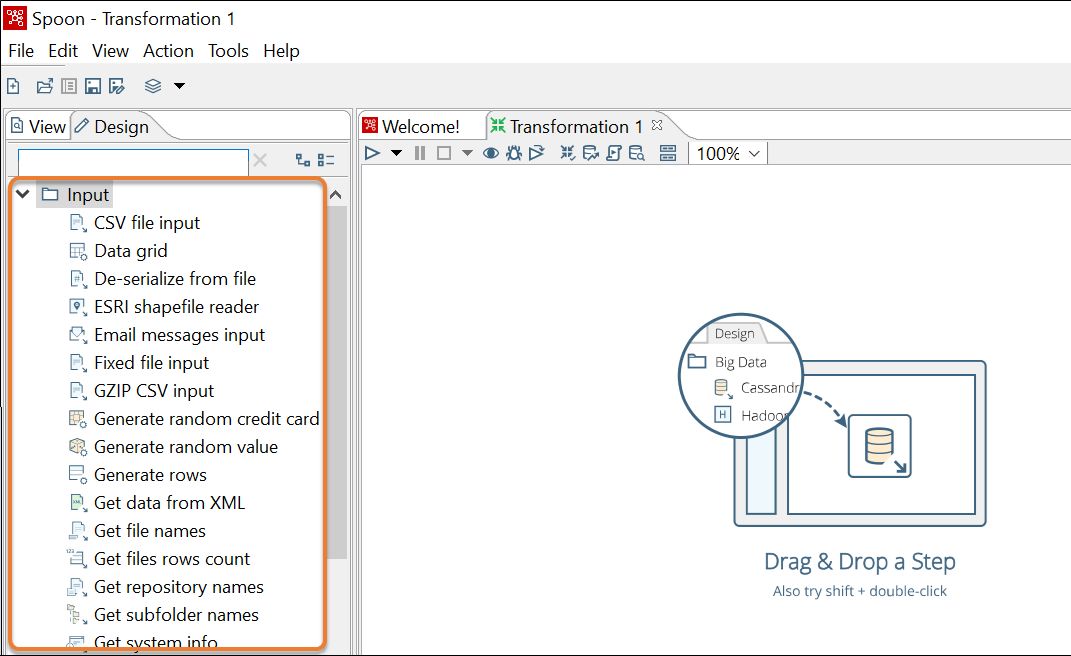 Spoon - Transformation 1
File Edit View Action Tools Help
View Design
Welcome! Transformation 1
100%
Input
CSV file input
Data grid
De-serialize from file
ESRI shapefile reader
Email messages input
Fixed file input
GZIP CSV input
Generate random credit card
Generate random value
Generate rows
Get data from XML
Get file names
Get files rows count
Get repository names
Get subfolder names
Get system info
Design
Big Data
Cassandr
H Hadoop
Drag & Drop a Step
Also try shift + double-click